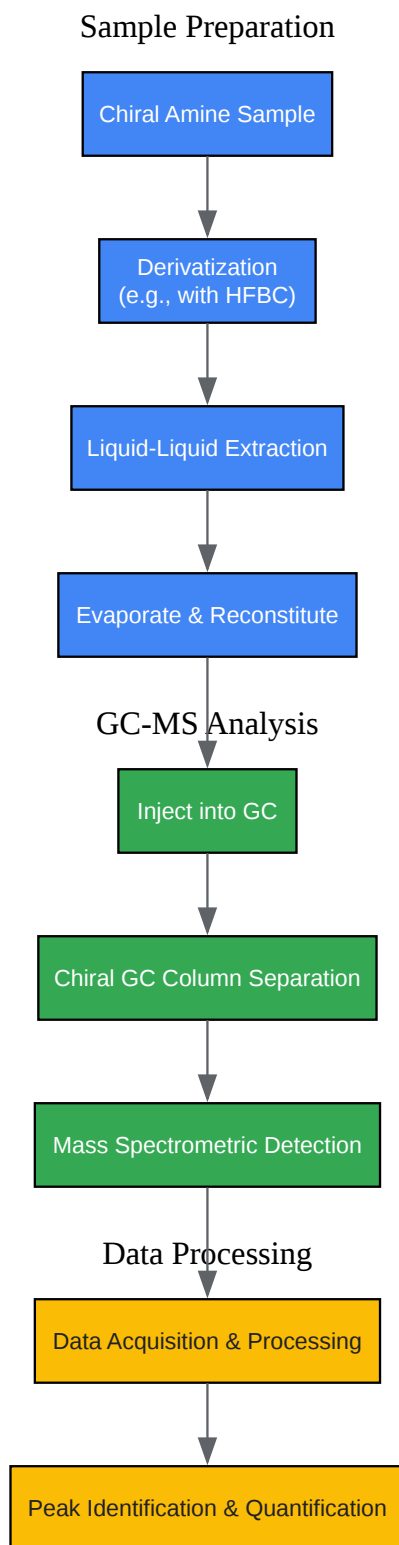 Sample Preparation
Chiral Amine Sample
Derivatization
(e.g., with HFBC)
Liquid-Liquid Extraction
Evaporate & Reconstitute
GC-MS Analysis
Inject into GC
Chiral GC Column Separation
Mass Spectrometric Detection
Data Processing
Data Acquisition & Processing
Peak Identification & Quantification